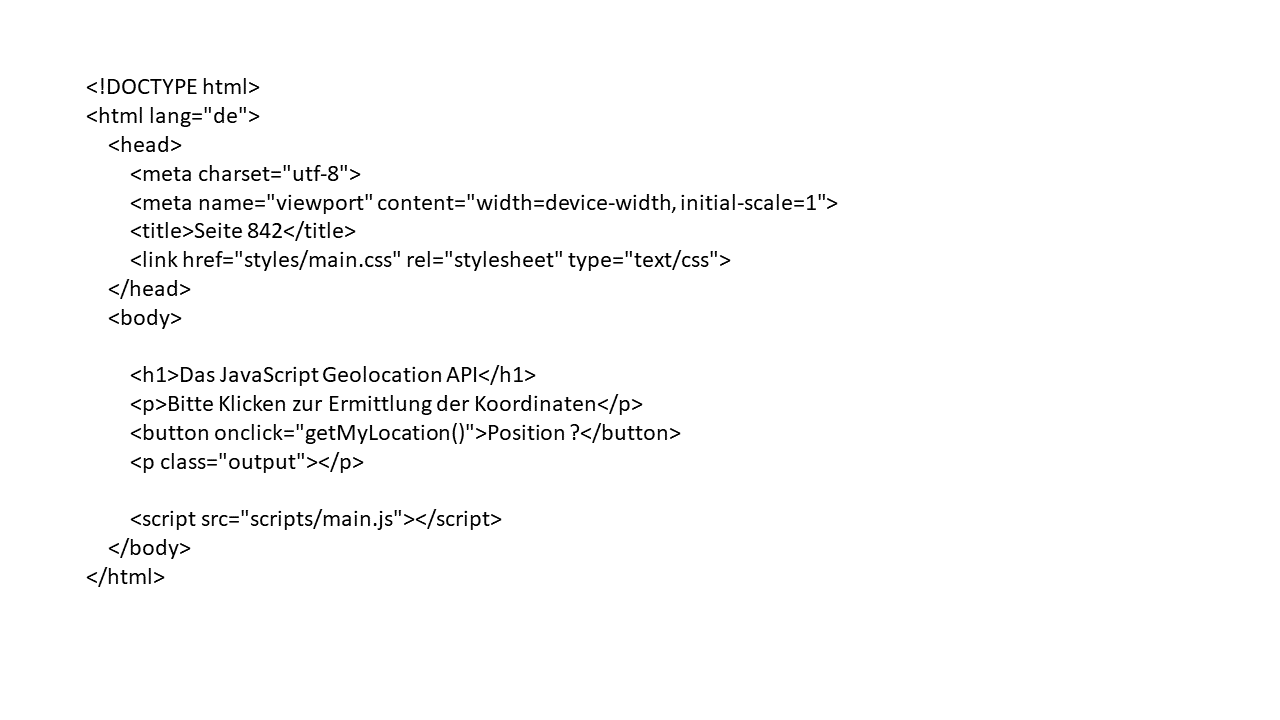 <!DOCTYPE html>
<html lang="de">
<head>
<meta charset="utf-8">
<meta name="viewport" content="width=device-width, initial-scale=1">
<title>Seite 842</title>
<link href="styles/main.css" rel="stylesheet" type="text/css">
</head>
<body>
<h1>Das JavaScript Geolocation API</h1>
<p>Bitte Klicken zur Ermittlung der Koordinaten</p>
<button onclick="getMyLocation()">Position ?</button>
<p class="output"></p>
<script src="scripts/main.js"></script>
</body>
</html>